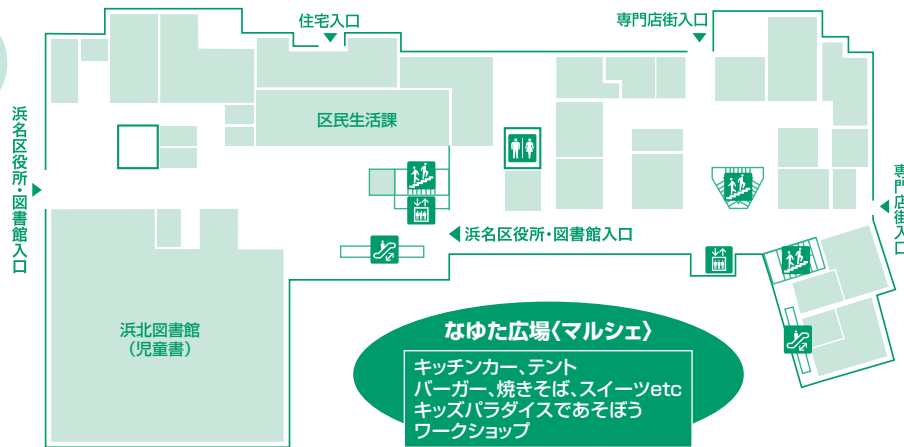 住宅入口
専門店街入口
浜名区役所・図書館入口
区民生活課
専門店街入口
浜名区役所・図書館入口
浜北図書館
(児童書)
なゆた広場〈マルシェ〉
キッチンカー、テント
バーガー、焼きそば、スイーツetc
キッズパラダイスであそぼう
ワークショップ